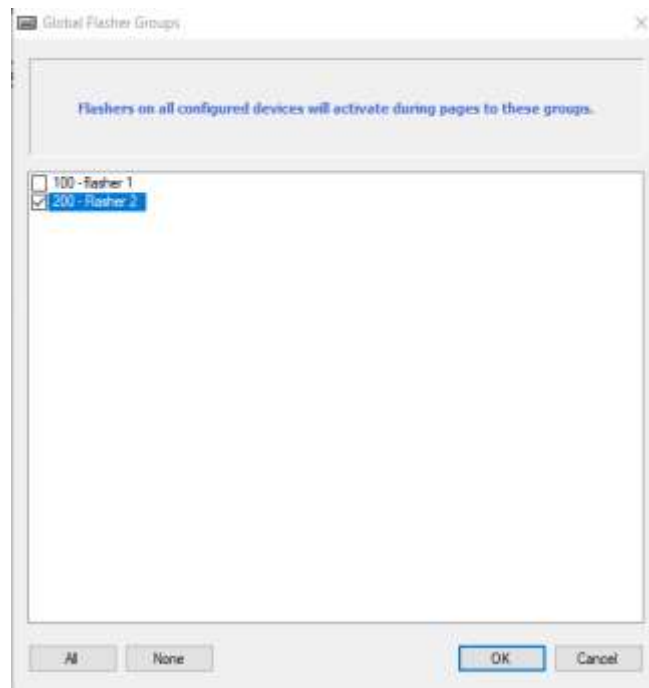 Global Flasher Groups
Flashers on all configured devices will activate during pages to these groups.
100 - flasher 1
200 - Flasher 2
All
None
OK
Cancel